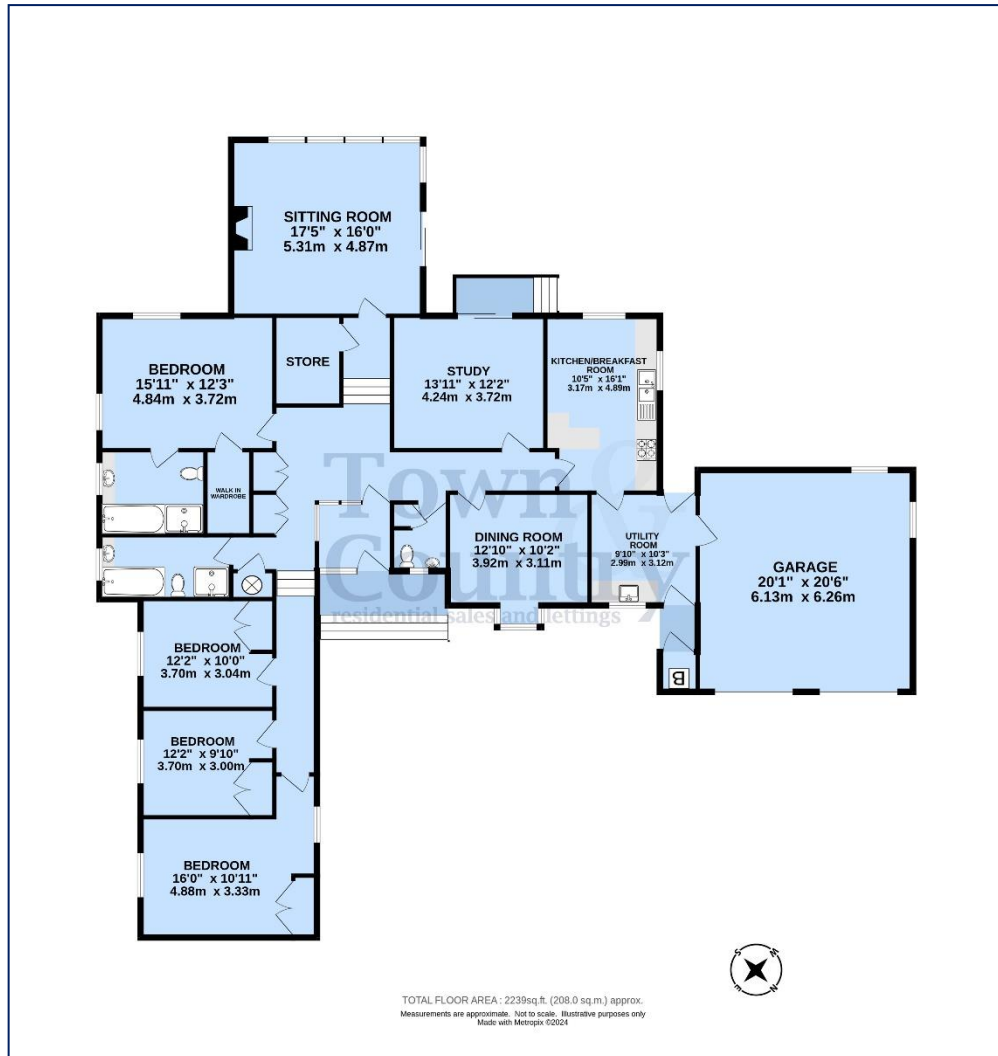 SITTING ROOM
17'5" x 16'0"
5.31m x 4.87m
BEDROOM
15'11" x 12'3"
4.84m x 3.72m
STORE
STUDY
13'11" x 12'2"
4.24m x 3.72m
KITCHEN/BREAKFAST
ROOM
10'5" x 16'1"
3.17m x 4.89m
WALK IN
WARDROBE
Town &
Country
residential sales and lettings
DINING ROOM
12'10" x 10'2"
3.92m x 3.11m
UTILITY
ROOM
9'10" x 10'3"
2.99m x 3.12m
GARAGE
20'1" x 20'6"
6.13m x 6.26m
B
BEDROOM
12'2" x 10'0"
3.70m x 3.04m
BEDROOM
12'2" x 9'10"
3.70m x 3.00m
BEDROOM
16'0" x 10'11"
4.88m x 3.33m
S W
E N
TOTAL FLOOR AREA : 2239sq.ft. (208.0 sq.m.) approx.
Measurements are approximate. Not to scale. Illustrative purposes only
Made with Metropix ©2024